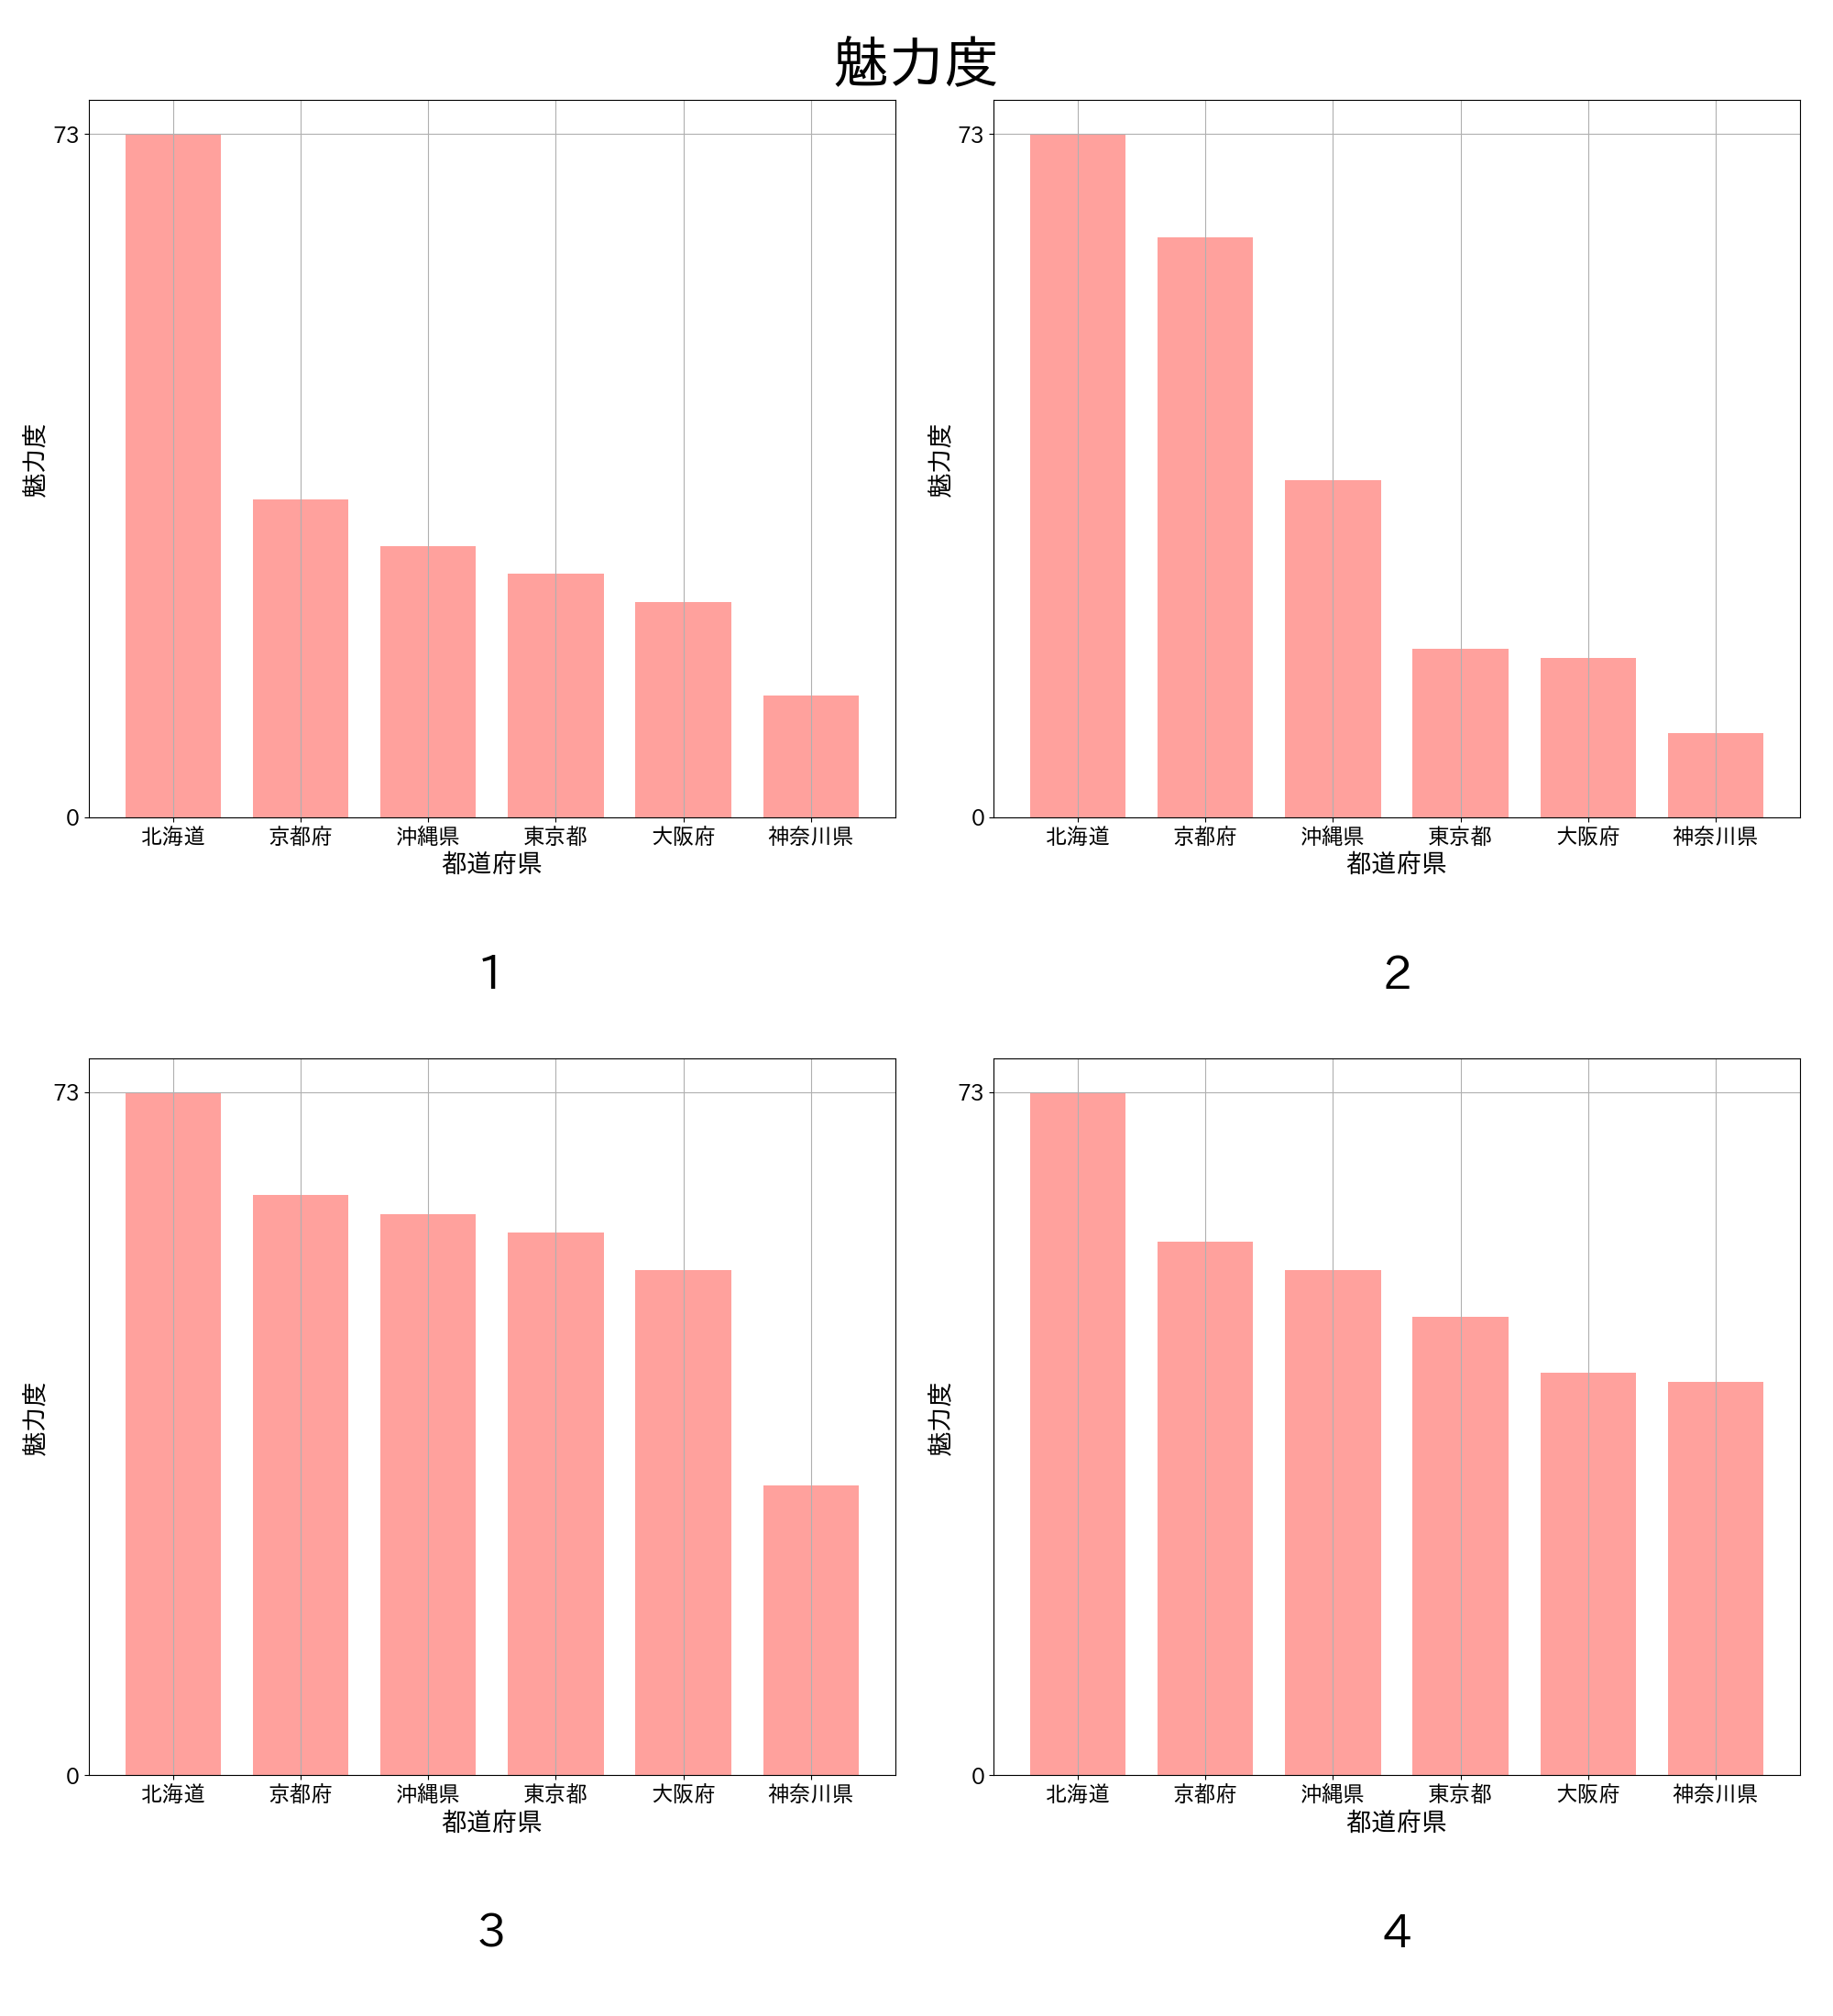 魅力度
73
0
魅力度
北海道 京都府 沖縄県 東京都 大阪府 神奈川県
都道府県
1
73
0
魅力度
北海道 京都府 沖縄県 東京都 大阪府 神奈川県
都道府県
2
73
0
魅力度
北海道 京都府 沖縄県 東京都 大阪府 神奈川県
都道府県
3
73
0
魅力度
北海道 京都府 沖縄県 東京都 大阪府 神奈川県
都道府県
4